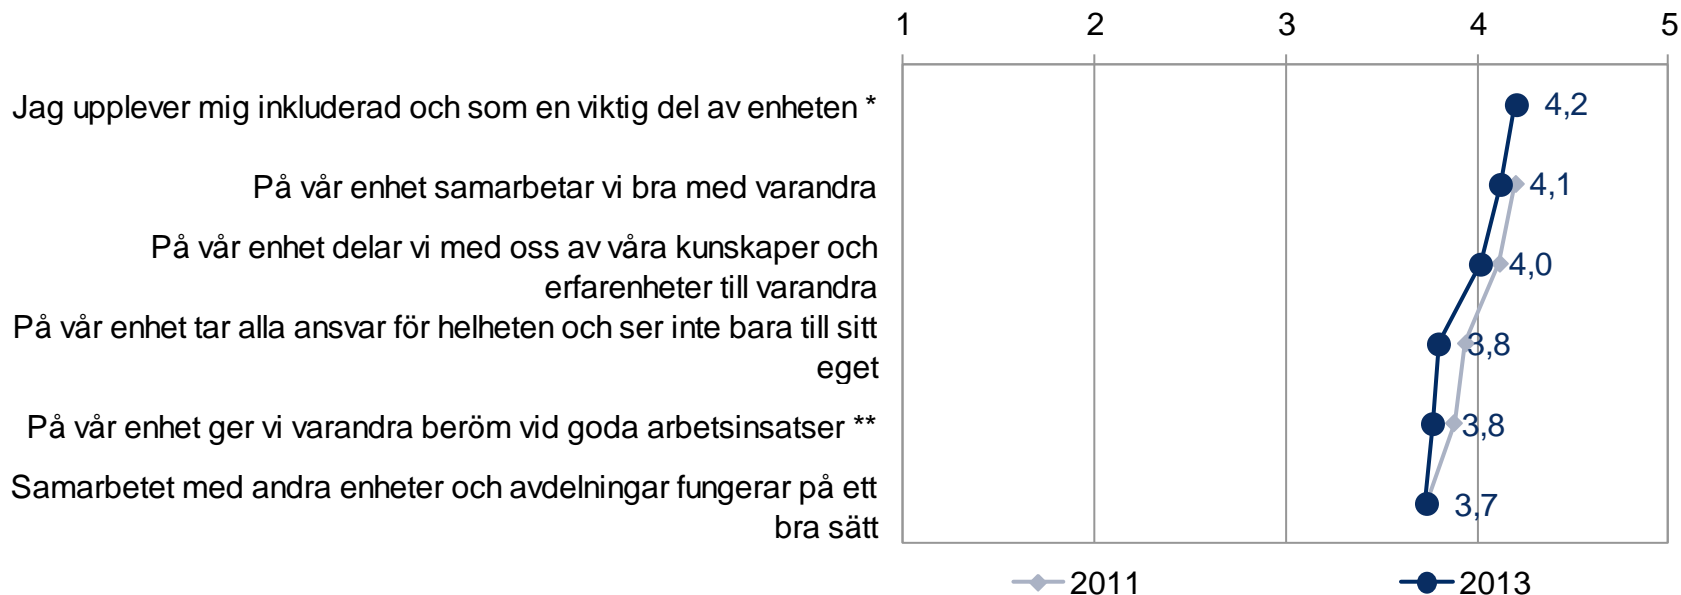 1 2 3 4 5
Jag upplever mig inkluderad och som en viktig del av enheten * 4,2
På vår enhet samarbetar vi bra med varandra 4,1
På vår enhet delar vi med oss av våra kunskaper och
erfarenheter till varandra
4,0
På vår enhet tar alla ansvar för helheten och ser inte bara till sitt
eget
3,8
På vår enhet ger vi varandra beröm vid goda arbetsinsatser ** 3,8
Samarbetet med andra enheter och avdelningar fungerar på ett
bra sätt
3,7
2011 2013